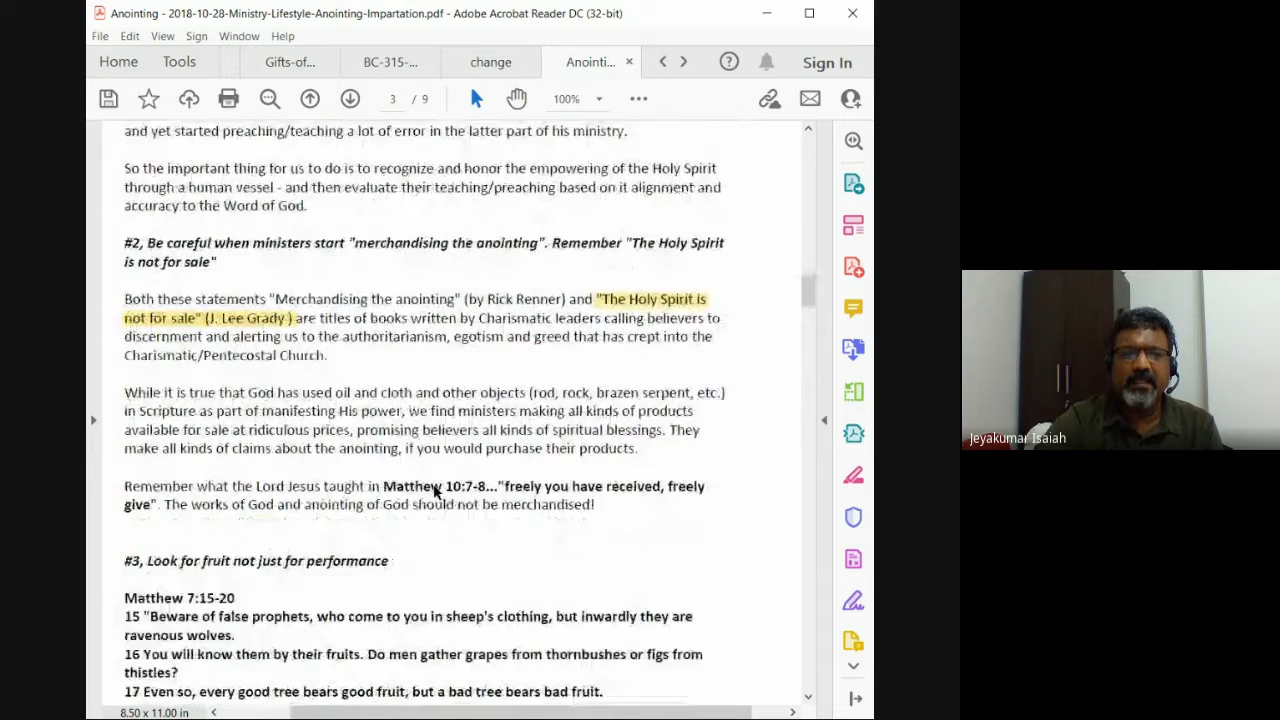 Anointing - 2018-10-28-Ministry-Lifestyle-Anointing-Impartation.pdf - Adobe Acrobat Reader DC (32-bit)
File Edit View Sign Window Help
Home Tools Gifts-of... BC-315-... change Anointi... × Sign In
3 / 9 100%
and yet started preaching/teaching a lot of error in the latter part of his ministry.
So the important thing for us to do is to recognize and honor the empowering of the Holy Spirit
through a human vessel - and then evaluate their teaching/preaching based on it alignment and
accuracy to the Word of God.
#2, Be careful when ministers start "merchandising the anointing". Remember "The Holy Spirit
is not for sale"
Both these statements "Merchandising the anointing" (by Rick Renner) and "The Holy Spirit is
not for sale" (J. Lee Grady ) are titles of books written by Charismatic leaders calling believers to
discernment and alerting us to the authoritarianism, egotism and greed that has crept into the
Charismatic/Pentecostal Church.
While it is true that God has used oil and cloth and other objects (rod, rock, brazen serpent, etc.)
in Scripture as part of manifesting His power, we find ministers making all kinds of products
available for sale at ridiculous prices, promising believers all kinds of spiritual blessings. They
make all kinds of claims about the anointing, if you would purchase their products.
Remember what the Lord Jesus taught in Matthew 10:7-8..."freely you have received, freely
give". The works of God and anointing of God should not be merchandised!
#3, Look for fruit not just for performance
Matthew 7:15-20
15 "Beware of false prophets, who come to you in sheep's clothing, but inwardly they are
ravenous wolves.
16 You will know them by their fruits. Do men gather grapes from thornbushes or figs from
thistles?
17 Even so, every good tree bears good fruit, but a bad tree bears bad fruit.
8.50 x 11.00 in
Jeyakumar Isaiah